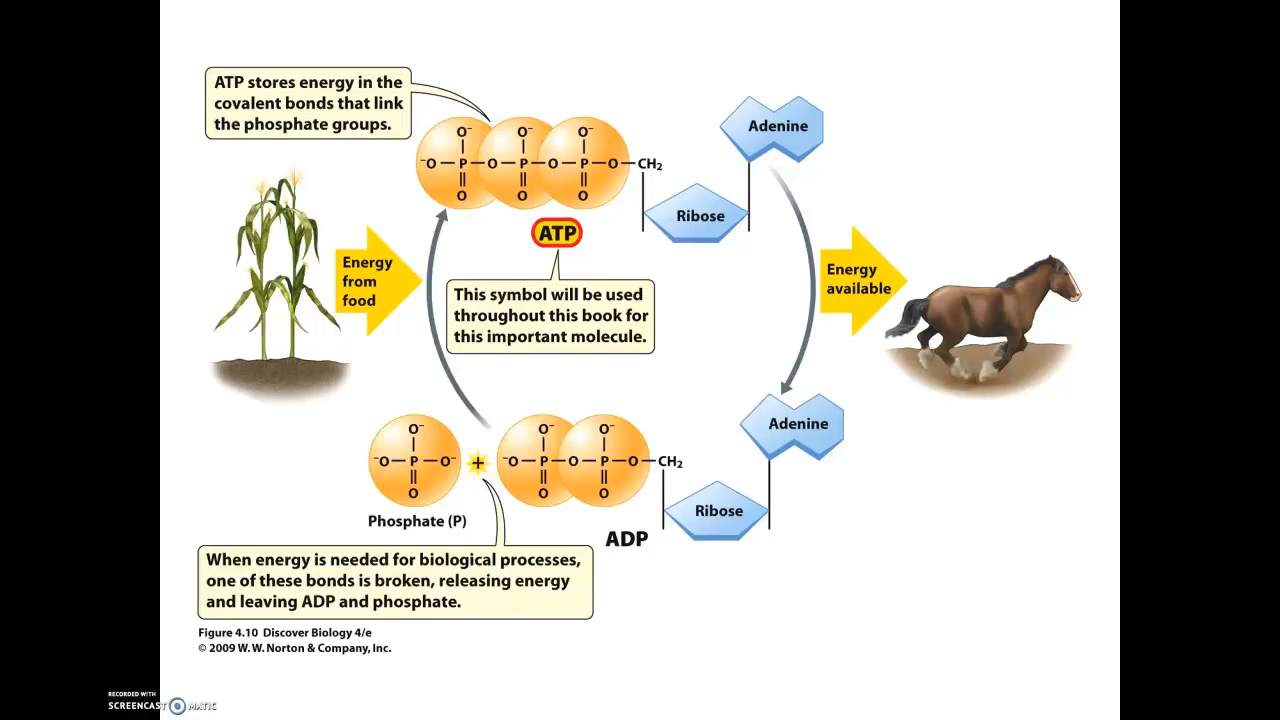 ATP stores energy in the
covalent bonds that link
the phosphate groups.
O⁻ O⁻ O⁻
⁻O P O P O P O CH₂
O O O
Adenine
Ribose
ATP
Energy
from
food
This symbol will be used
throughout this book for
this important molecule.
Energy
available
O⁻ O⁻ O⁻
⁻O P O⁻ + ⁻O P O P O CH₂
O O O
Adenine
Ribose
Phosphate (P)
ADP
When energy is needed for biological processes,
one of these bonds is broken, releasing energy
and leaving ADP and phosphate.
Figure 4.10 Discover Biology 4/e
© 2009 W. W. Norton & Company, Inc.
RECORDED WITH
SCREENCAST MATIC